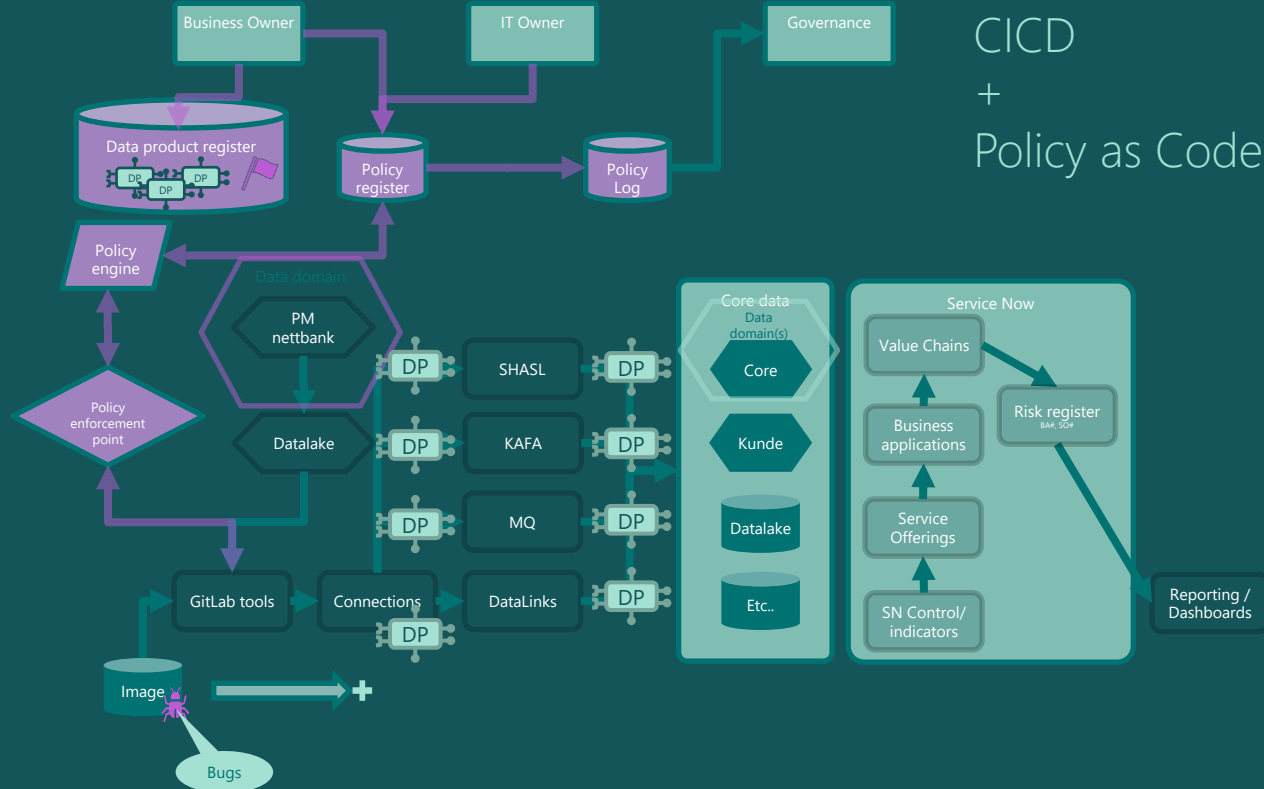 Business Owner
IT Owner
Governance
CICD
+
Policy as Code
Data product register
DP
DP
DP
Policy
register
Policy
Log
Policy
engine
Data domain
PM
nettbank
Policy
enforcement
point
Datalake
DP
SHASL
DP
DP
KAFA
DP
DP
MQ
DP
GitLab tools
Connections
DP
DataLinks
DP
Core data
Data
domain(s)
Core
Kunde
Datalake
Etc..
Service Now
Value Chains
Risk register
BA#, SO#
Business
applications
Service
Offerings
SN Control/
indicators
Reporting /
Dashboards
Image
Bugs